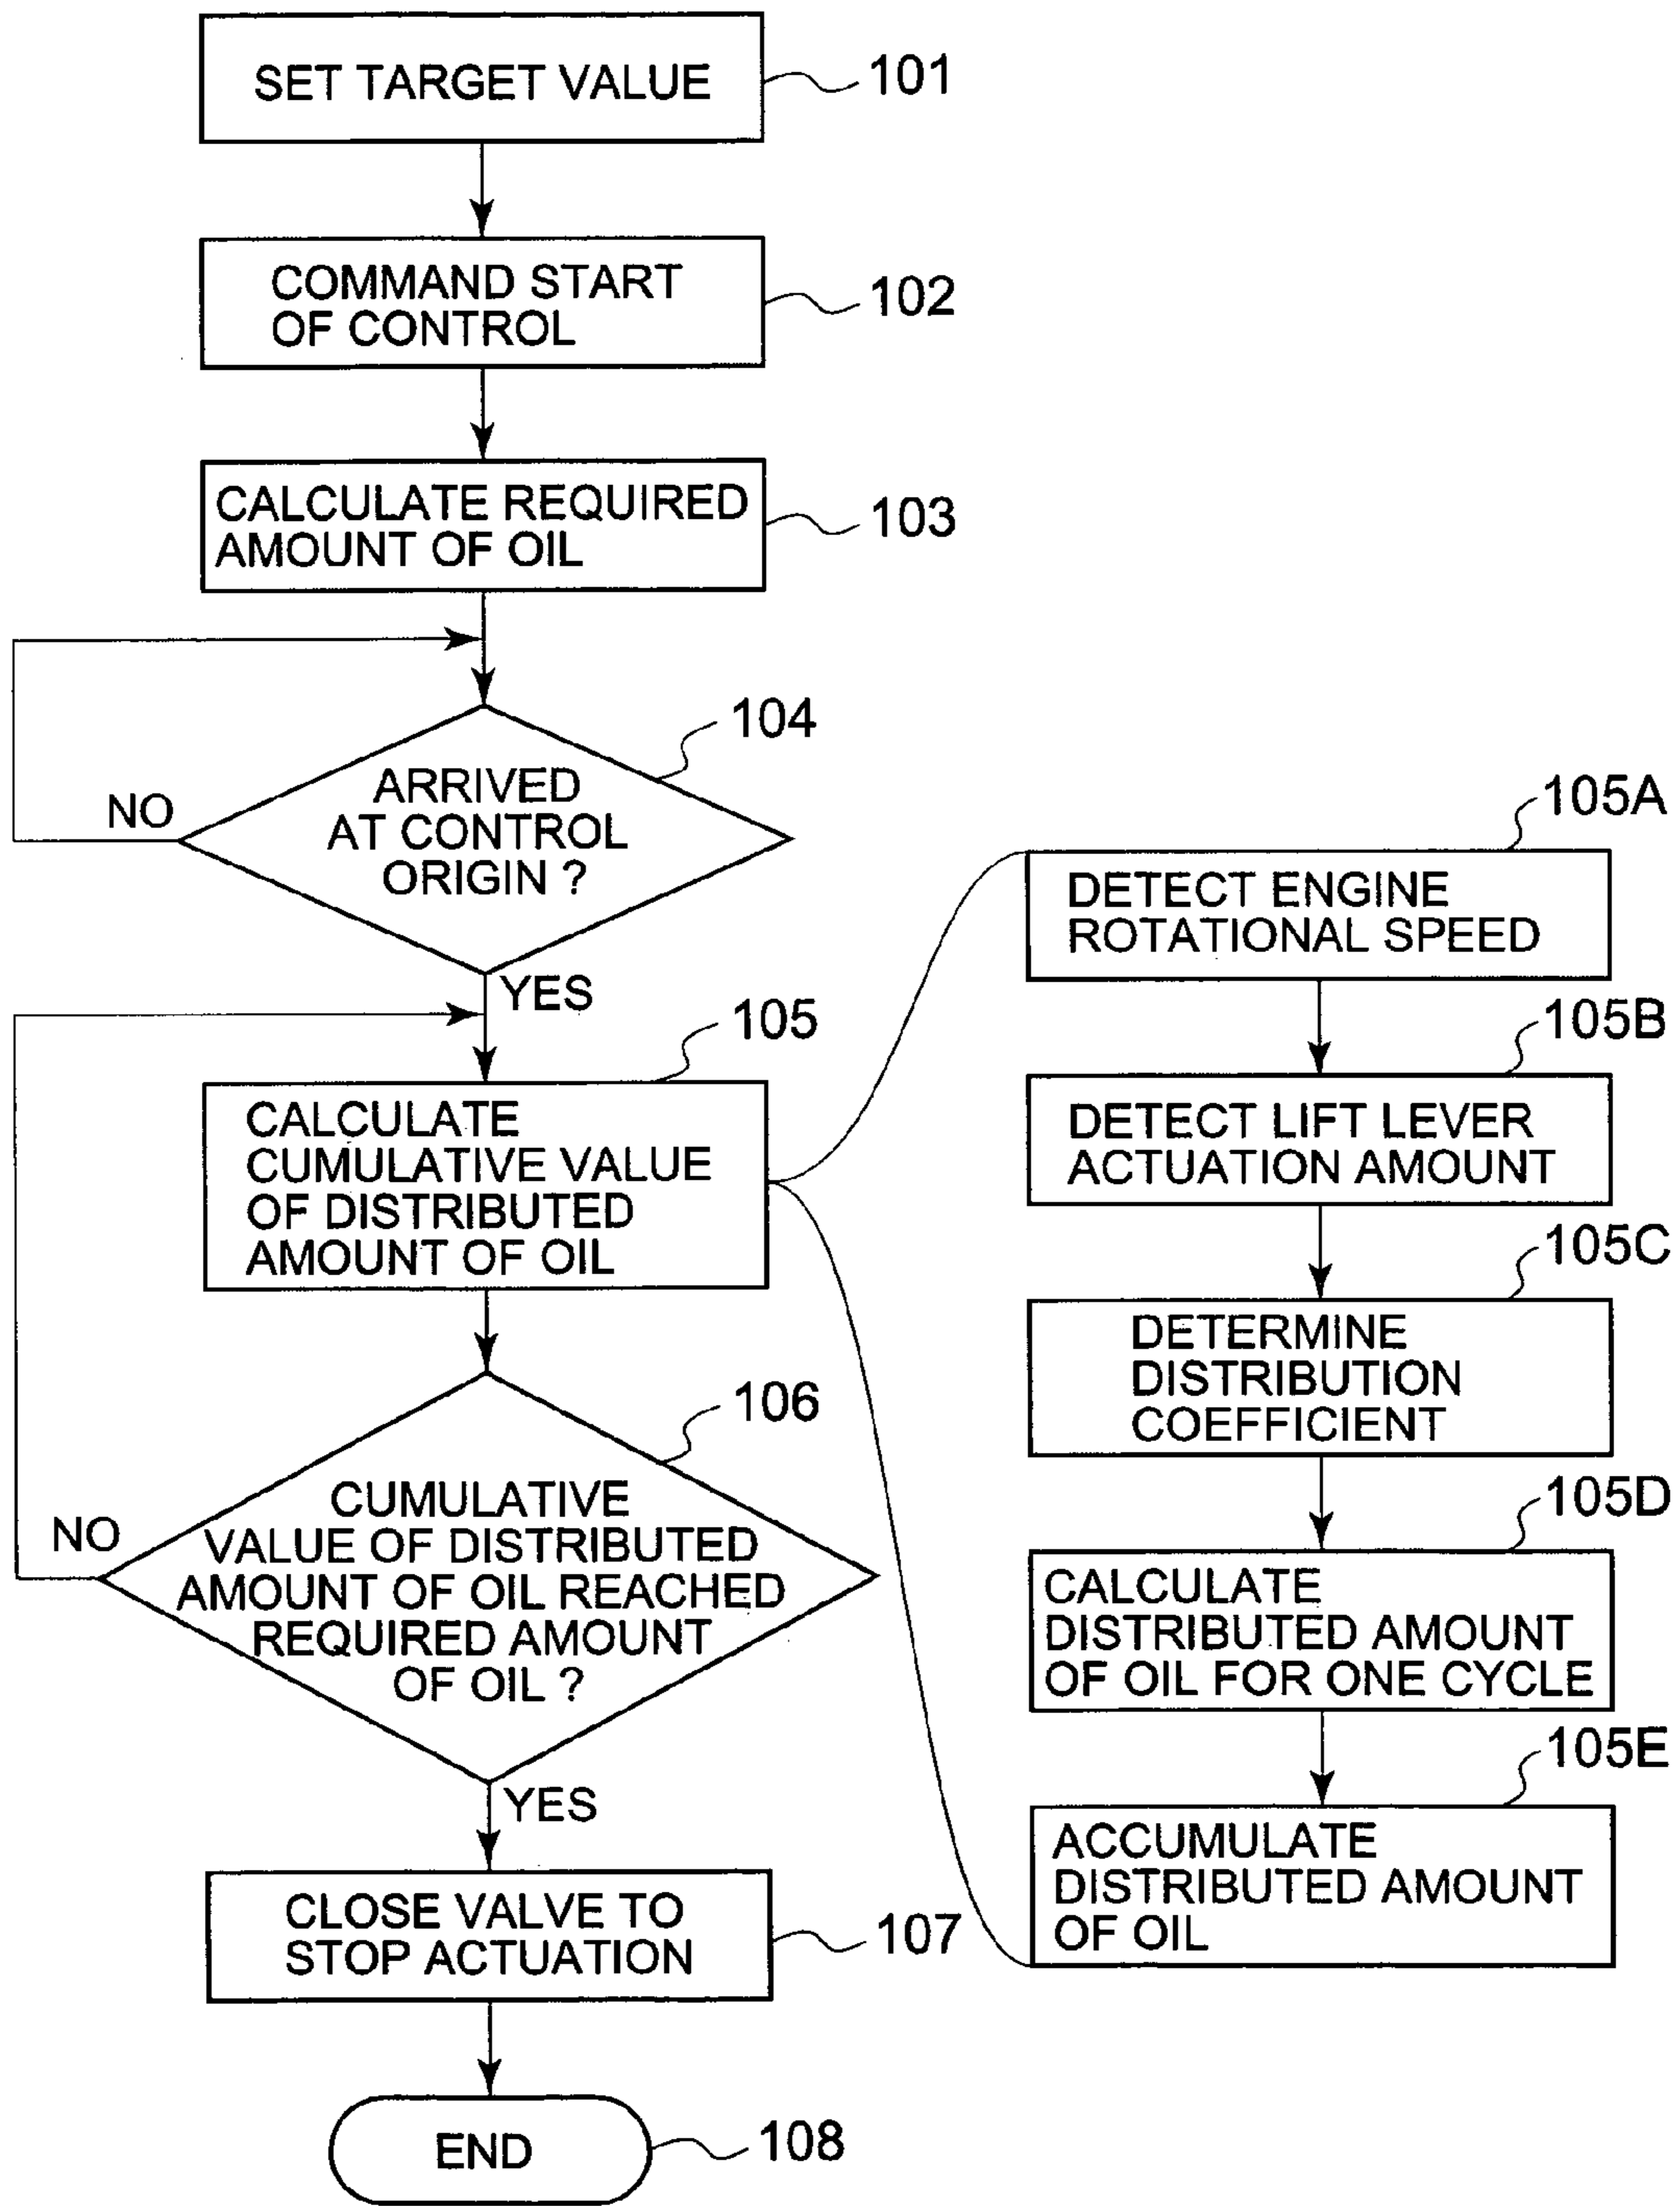 SET TARGET VALUE
101
COMMAND START
OF CONTROL
102
CALCULATE REQUIRED
AMOUNT OF OIL
103
104
ARRIVED
AT CONTROL
ORIGIN ?
NO
YES
105
CALCULATE
CUMULATIVE VALUE
OF DISTRIBUTED
AMOUNT OF OIL
106
CUMULATIVE
VALUE OF DISTRIBUTED
AMOUNT OF OIL REACHED
REQUIRED AMOUNT
OF OIL ?
NO
YES
CLOSE VALVE TO
STOP ACTUATION
107
END
108
105A
DETECT ENGINE
ROTATIONAL SPEED
105B
DETECT LIFT LEVER
ACTUATION AMOUNT
105C
DETERMINE
DISTRIBUTION
COEFFICIENT
105D
CALCULATE
DISTRIBUTED AMOUNT
OF OIL FOR ONE CYCLE
105E
ACCUMULATE
DISTRIBUTED AMOUNT
OF OIL